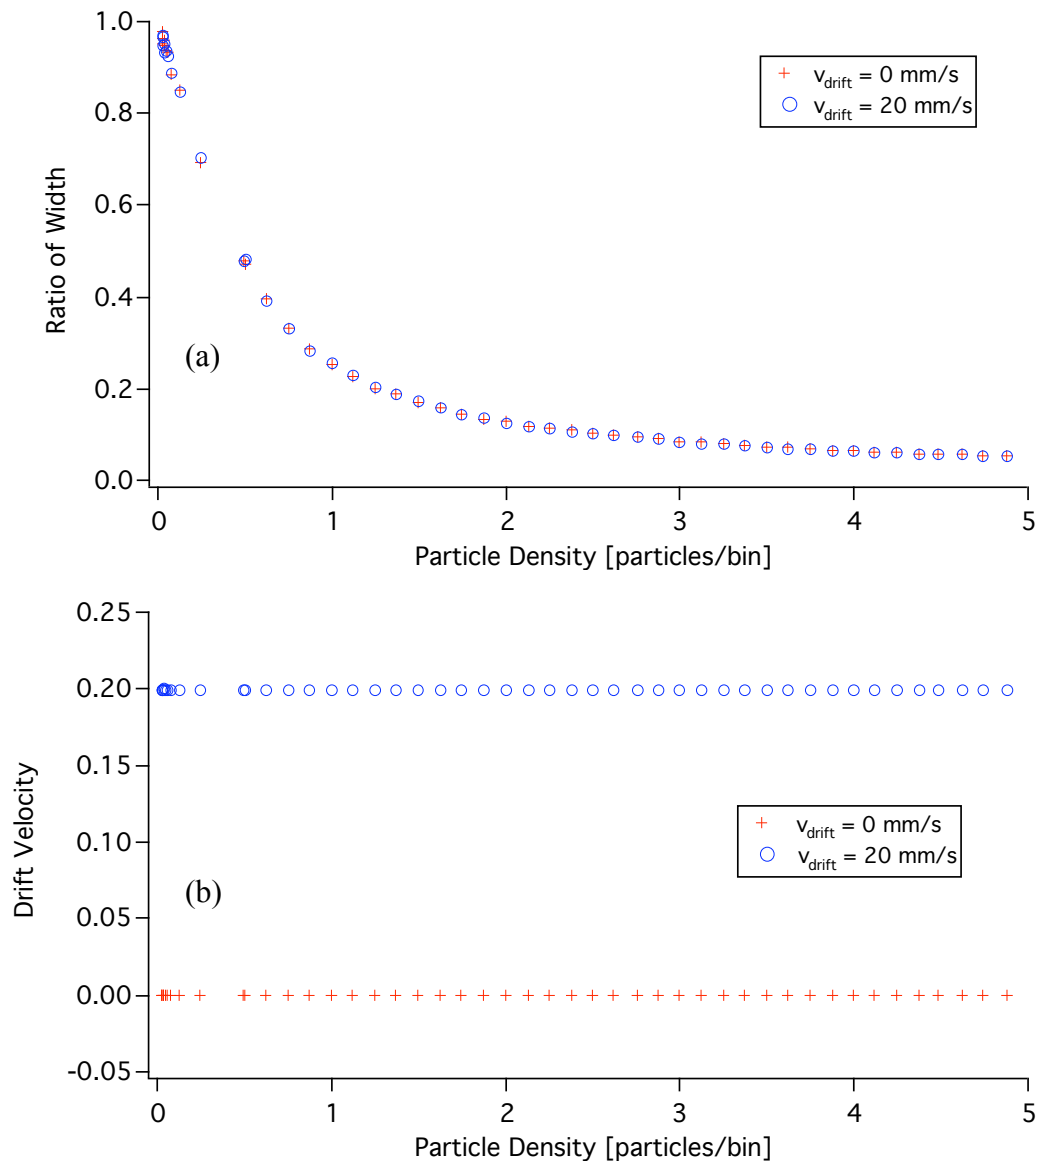 1.0
0.8
0.6
0.4
0.2
0.0
Ratio of Width
v_drift = 0 mm/s
v_drift = 20 mm/s
(a)
0 1 2 3 4 5
Particle Density [particles/bin]
0.25
0.20
0.15
0.10
0.05
0.00
-0.05
Drift Velocity
v_drift = 0 mm/s
v_drift = 20 mm/s
(b)
0 1 2 3 4 5
Particle Density [particles/bin]